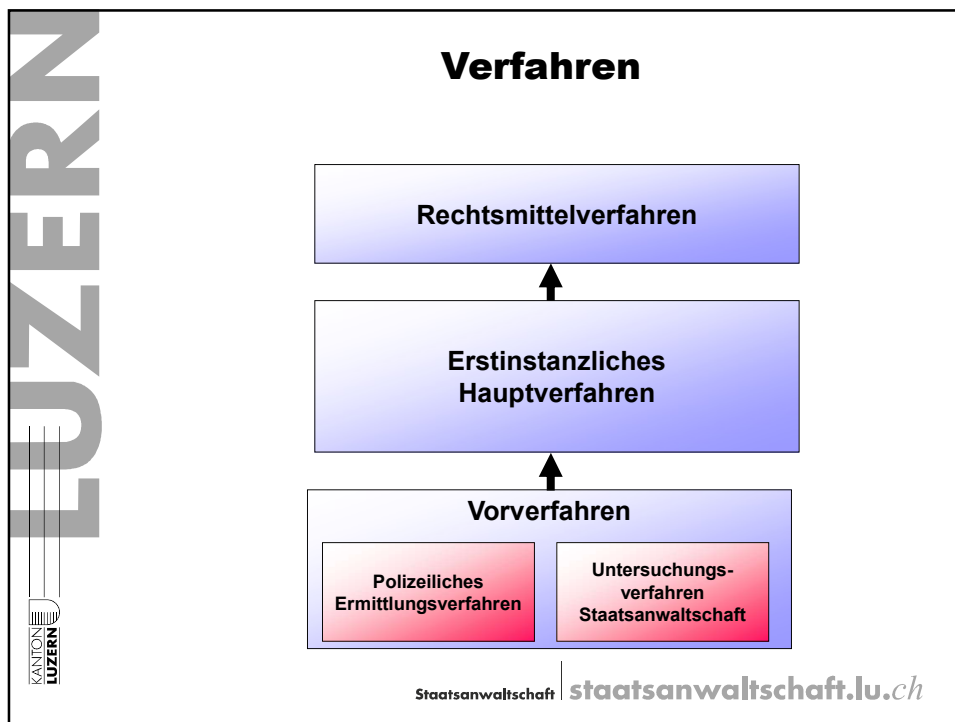 LUZERN
Verfahren
Rechtsmittelverfahren
Erstinstanzliches
Hauptverfahren
Vorverfahren
Polizeiliches
Ermittlungsverfahren
Untersuchungs-
verfahren
Staatsanwaltschaft
KANTON
LUZERN
Staatsanwaltschaft staatsanwaltschaft.lu.ch